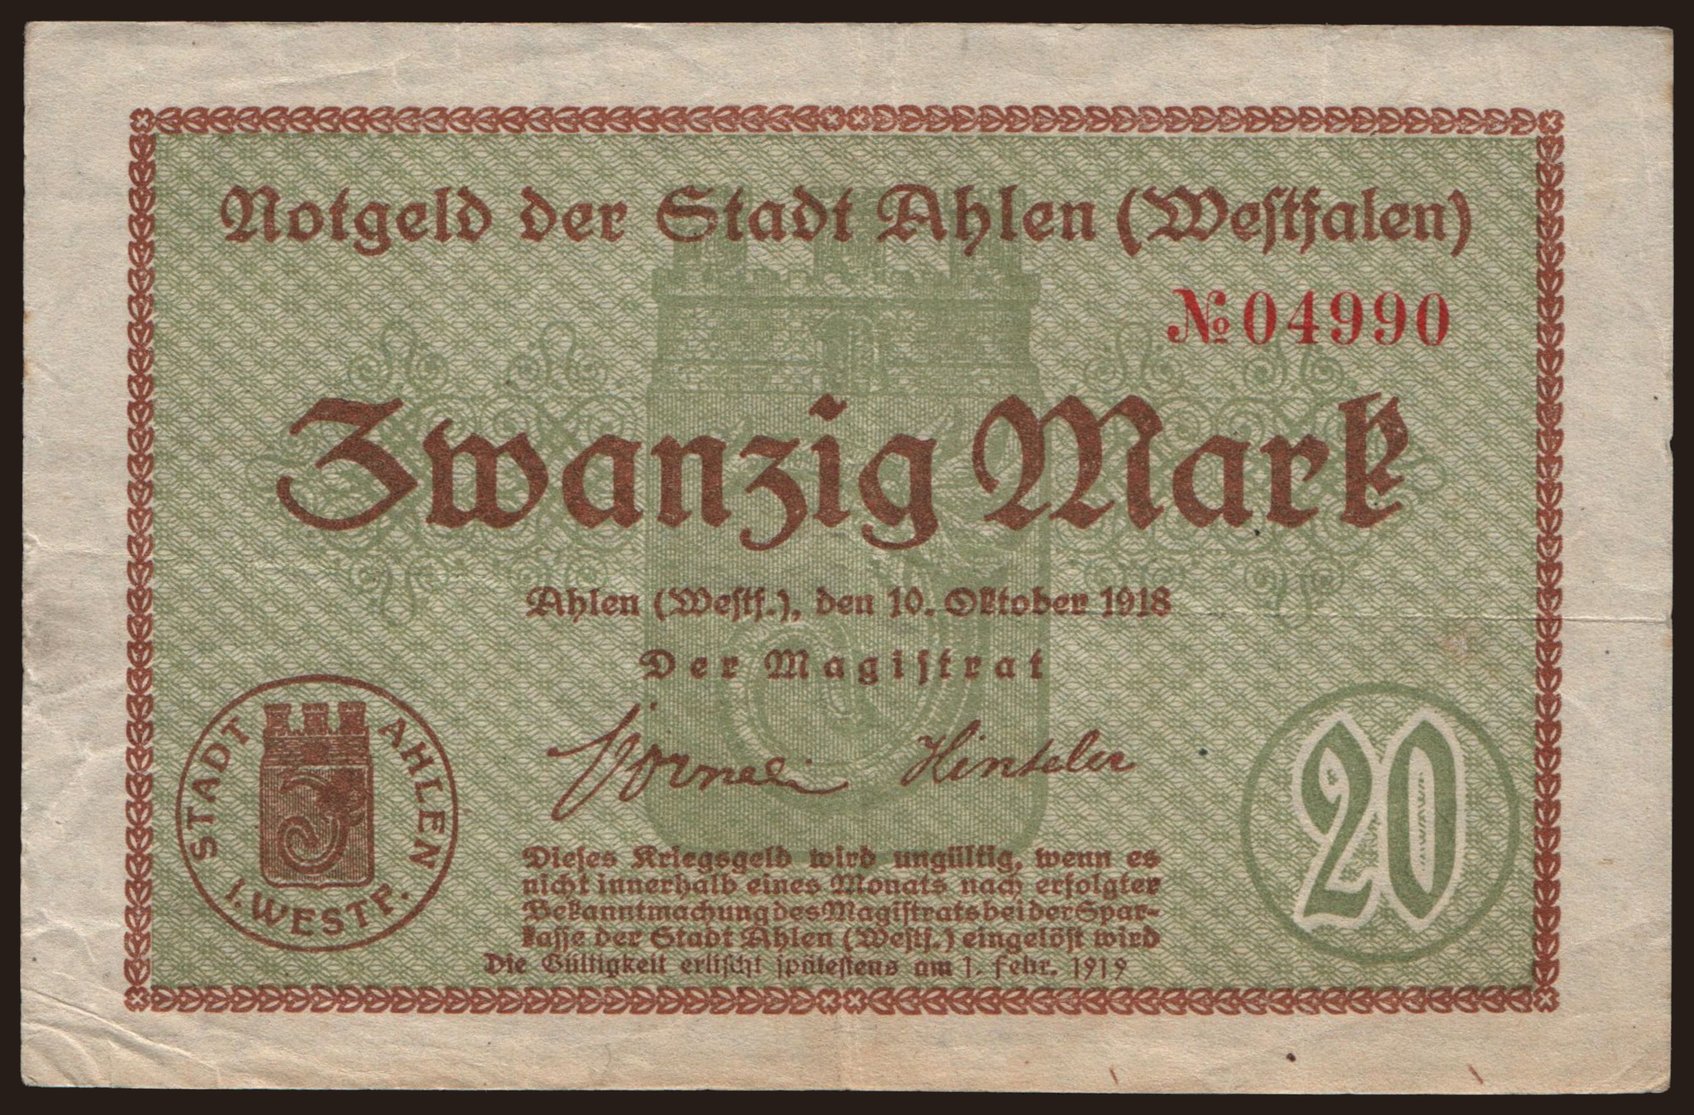 Notgeld der Stadt Ahlen (Westfalen)
№ 04990
Zwanzig Mark
Ahlen (Westf.), den 10. Oktober 1918
Der Magistrat
STADT AHLEN
I. WESTF.
20
Dieses Kriegsgeld wird ungültig, wenn es
nicht innerhalb eines Monats nach erfolgter
Bekanntmachung des Magistrats bei der Spar-
kasse der Stadt Ahlen (Westf.) eingelöst wird
Die Gültigkeit erlischt spätestens am 1. Febr. 1919